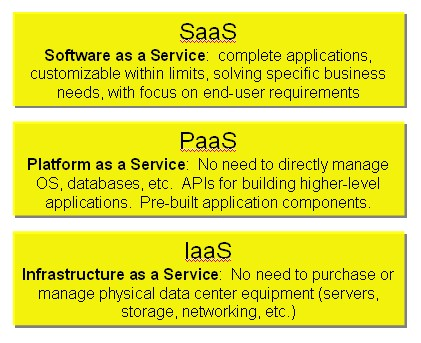 SaaS
Software as a Service:  complete applications,
customizable within limits, solving specific business
needs, with focus on end-user requirements
PaaS
Platform as a Service:  No need to directly manage
OS, databases, etc.  APIs for building higher-level
applications.  Pre-built application components.
IaaS
Infrastructure as a Service:  No need to purchase or
manage physical data center equipment (servers,
storage, networking, etc.)